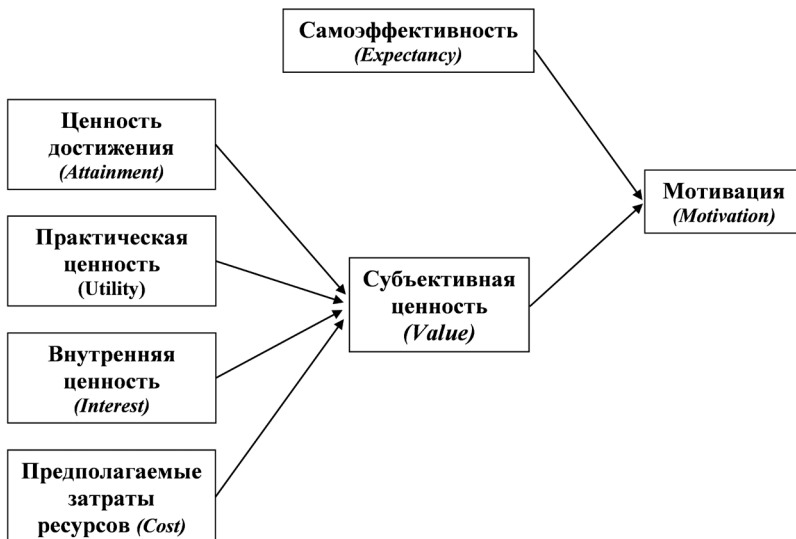 Самоэффективность
(Expectancy)
Ценность
достижения
(Attainment)
Практическая
ценность
(Utility)
Внутренняя
ценность
(Interest)
Предполагаемые
затраты
ресурсов (Cost)
Субъективная
ценность
(Value)
Мотивация
(Motivation)